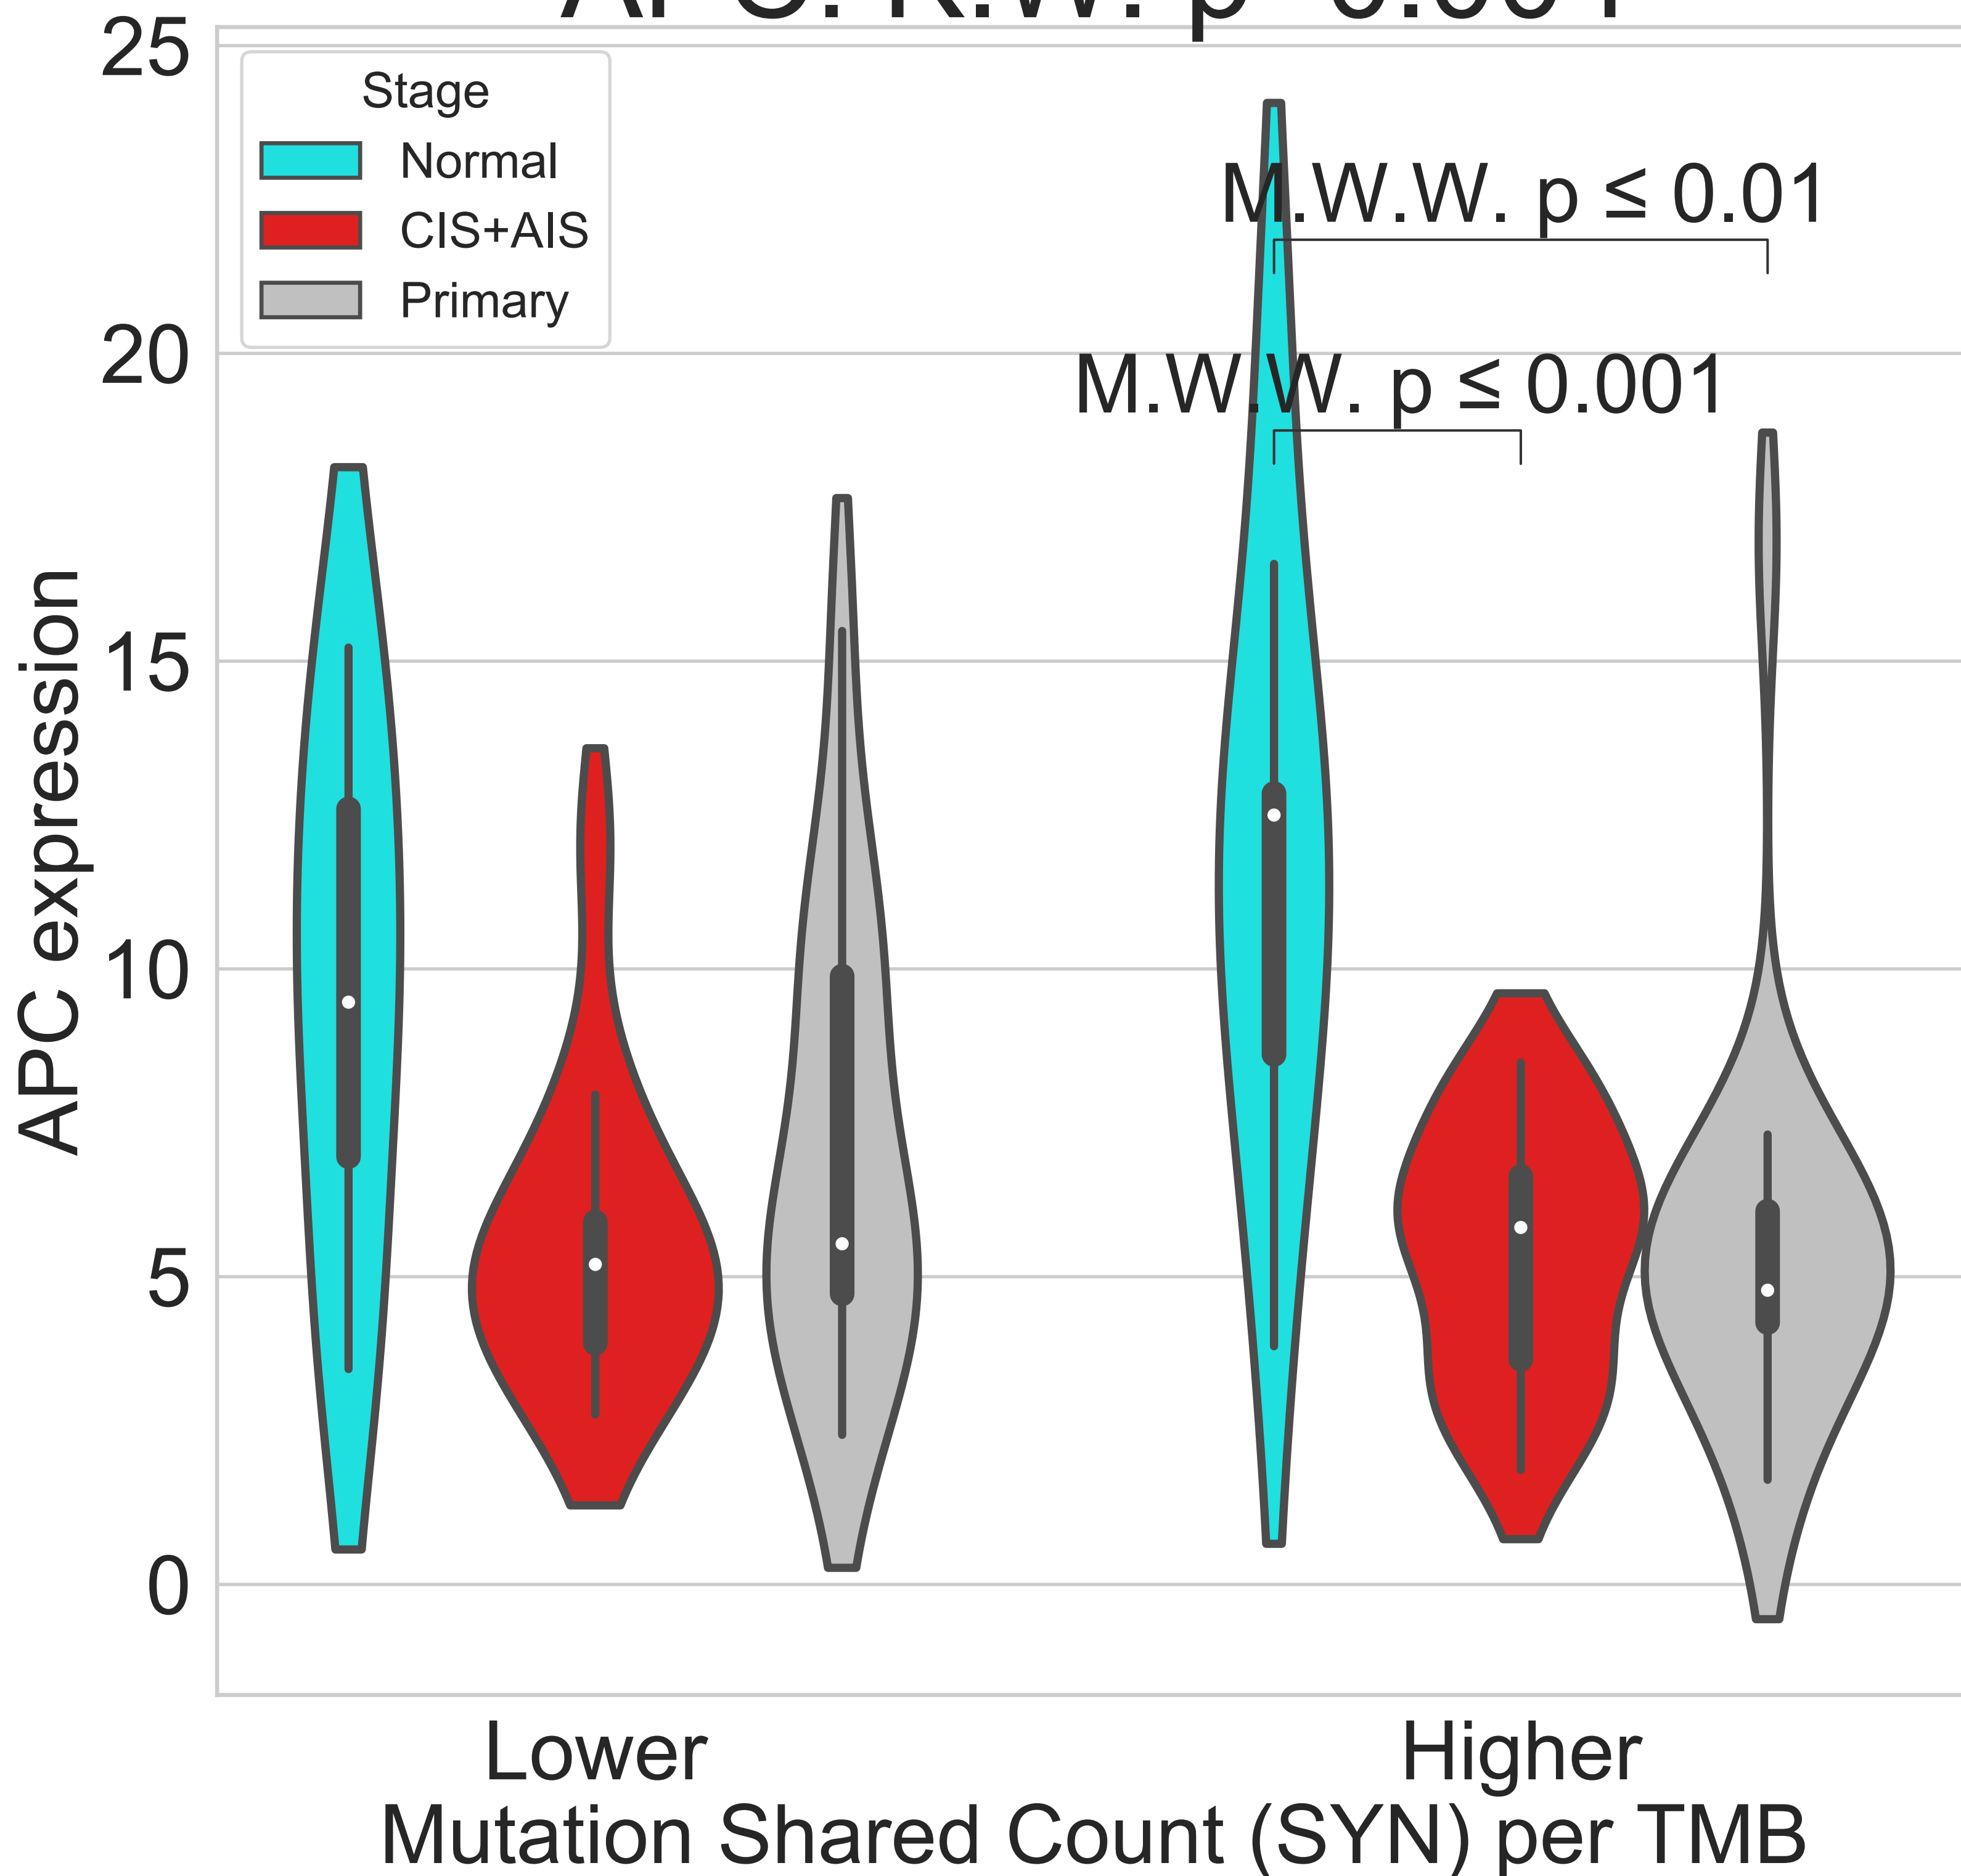 25
20
15
10
5
0
APC expression
Stage
Normal
CIS+AIS
Primary
M.W.W. p ≤ 0.01
M.W.W. p ≤ 0.001
Lower
Higher
Mutation Shared Count (SYN) per TMB